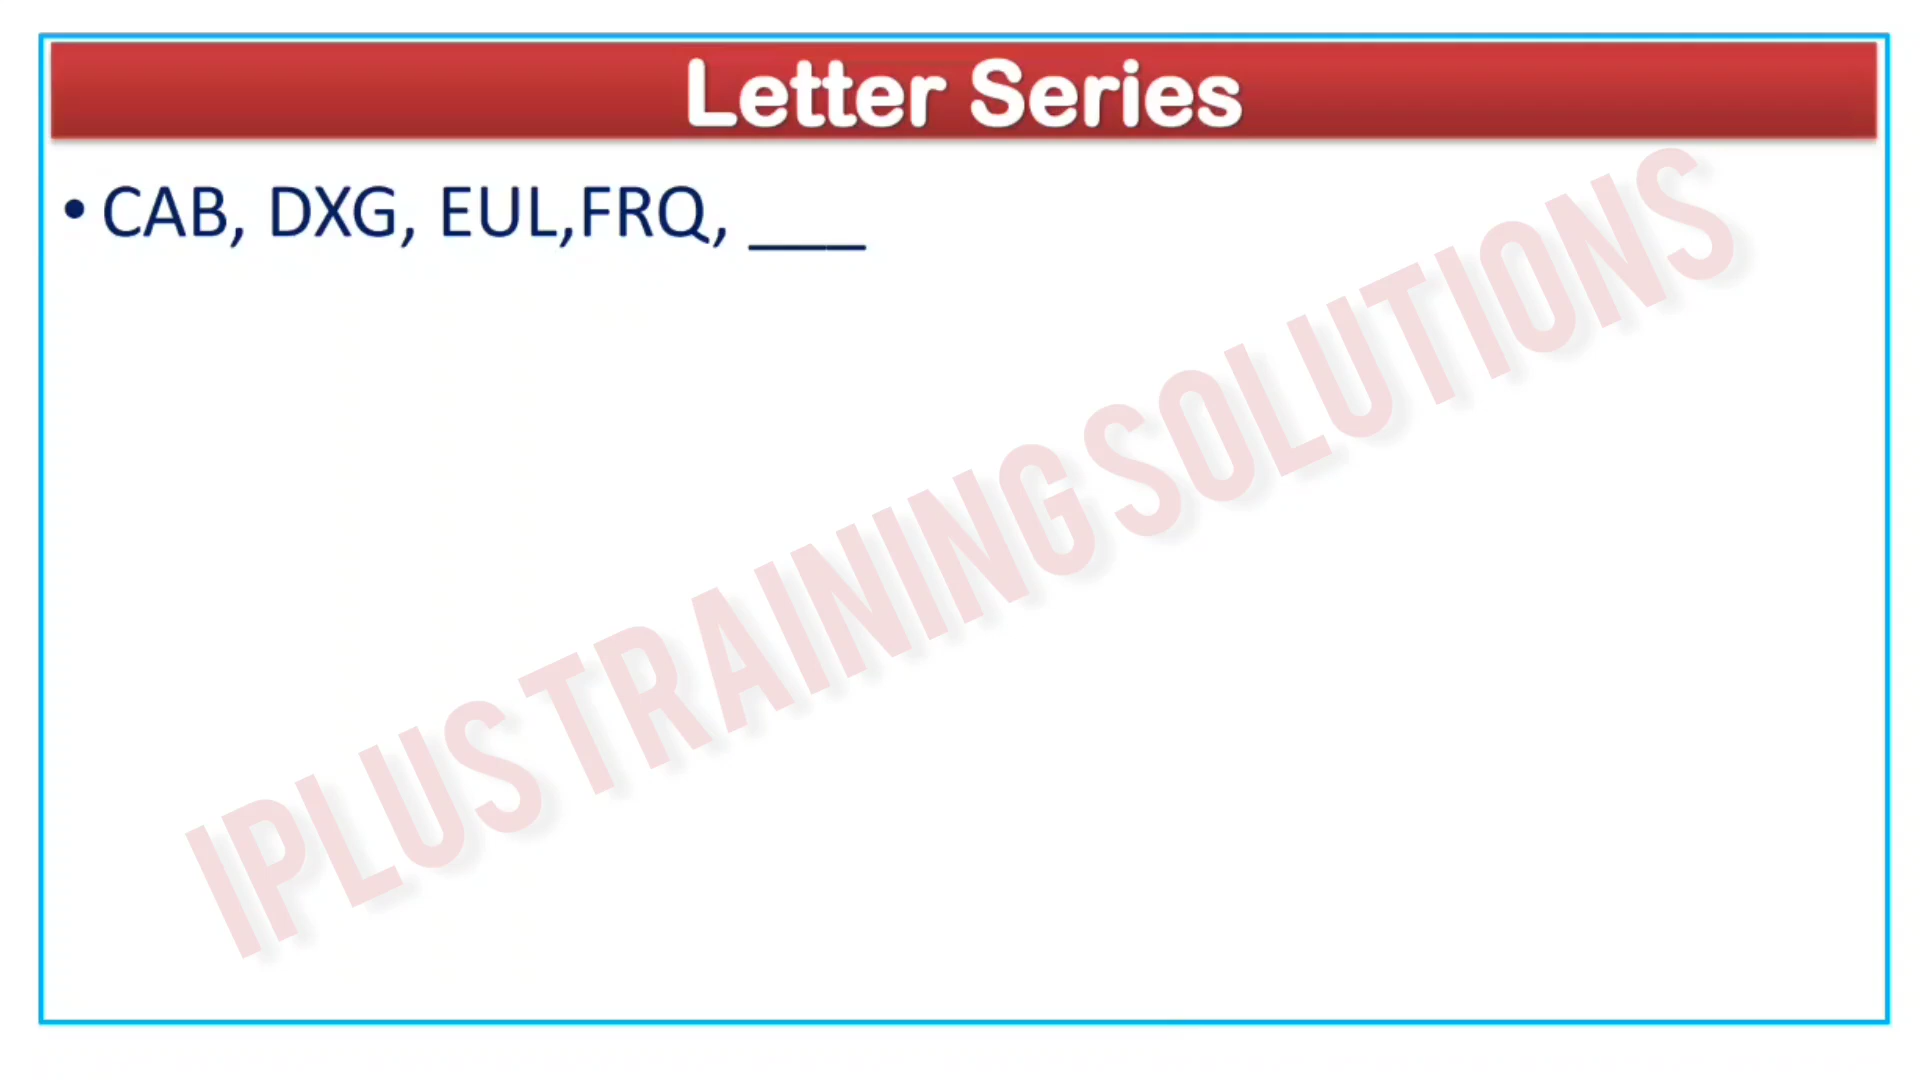 Letter Series
• CAB, DXG, EUL,FRQ, ___
IPLUS TRAINING SOLUTIONS